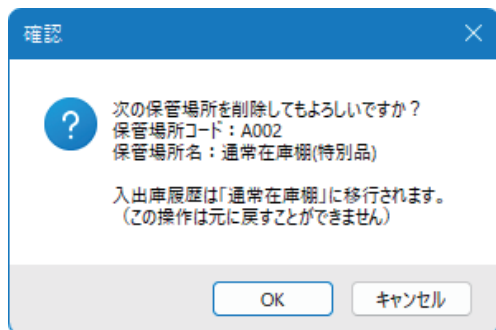 確認
次の保管場所を削除してもよろしいですか？
保管場所コード：A002
保管場所名：通常在庫棚(特別品)
入出庫履歴は「通常在庫棚」に移行されます。
（この操作は元に戻すことができません）
OK
キャンセル